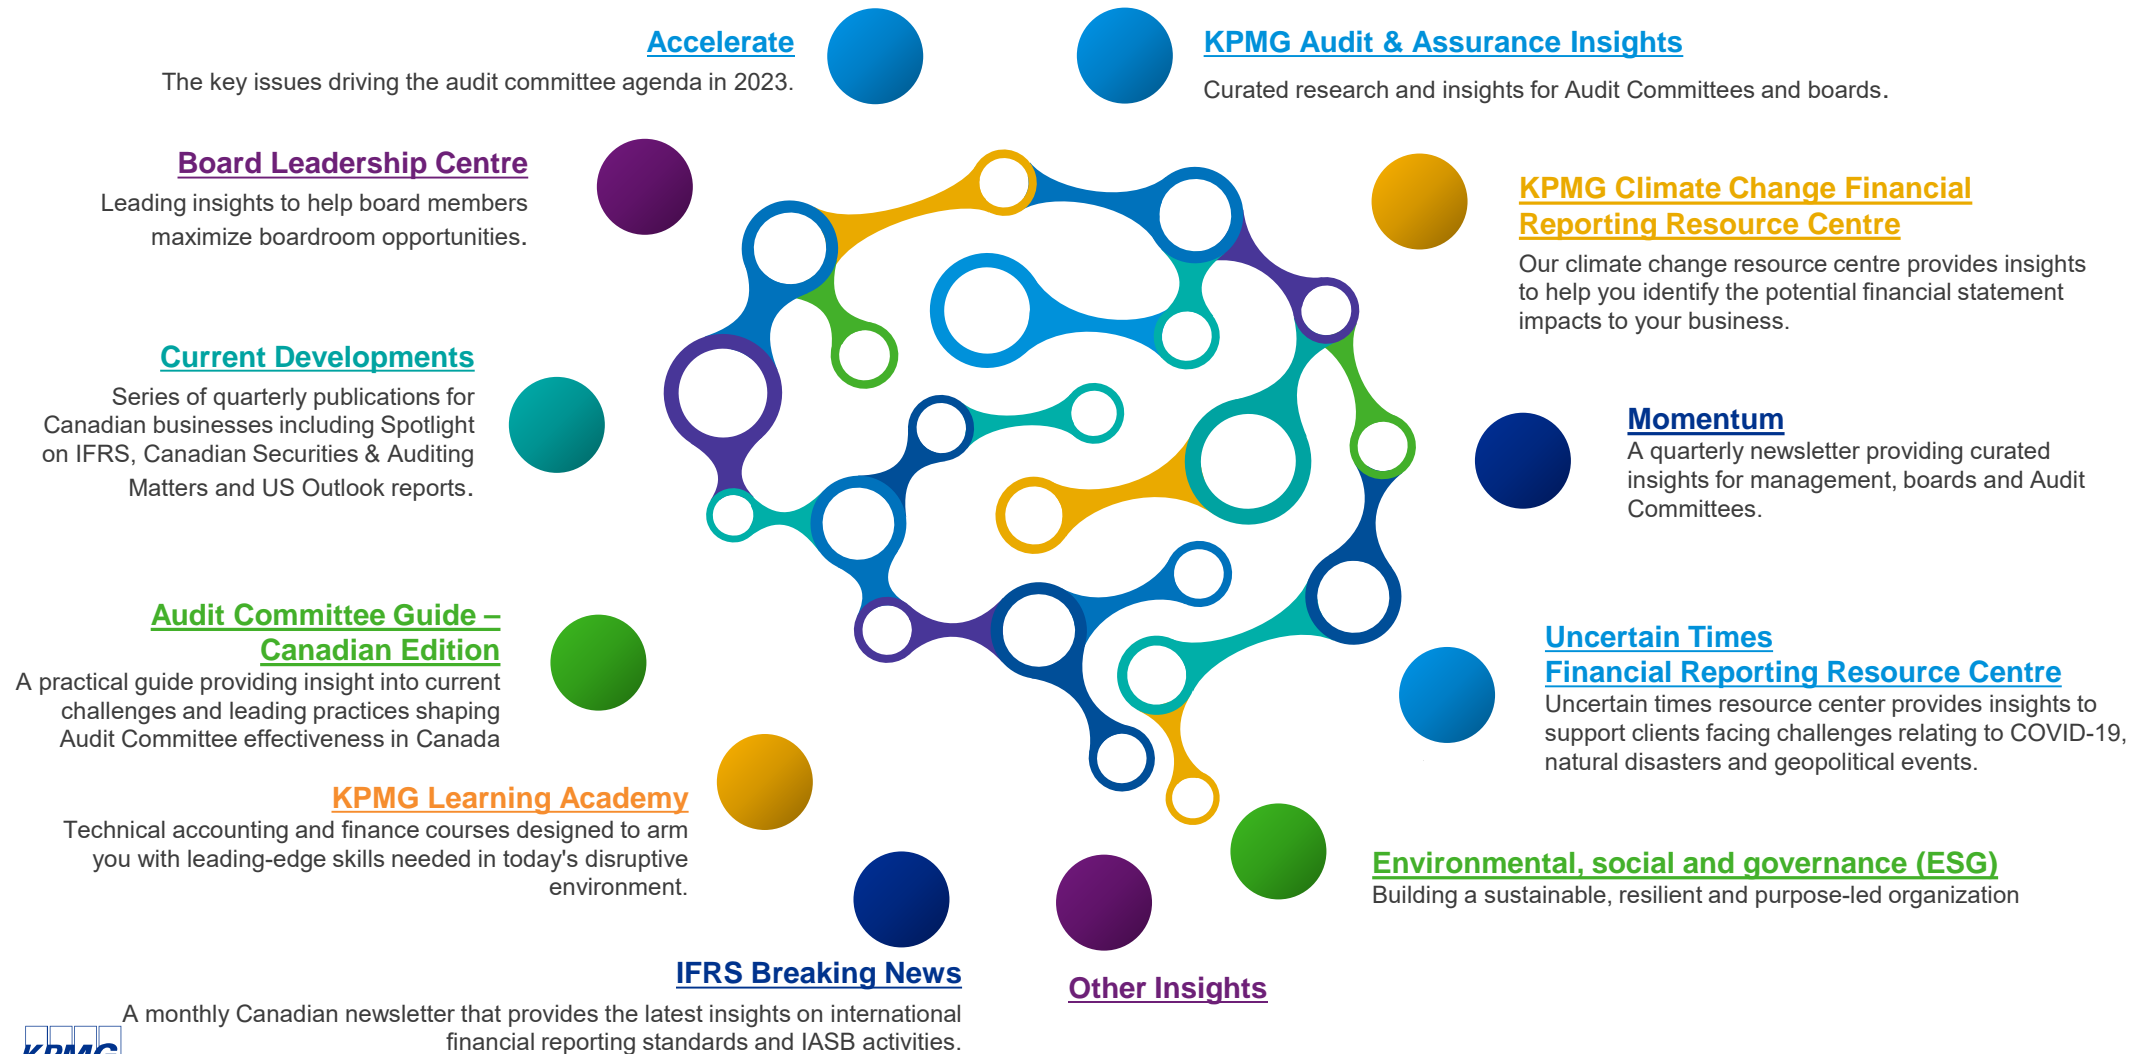 Accelerate
The key issues driving the audit committee agenda in 2023.
KPMG Audit & Assurance Insights
Curated research and insights for Audit Committees and boards.
Board Leadership Centre
Leading insights to help board members
maximize boardroom opportunities.
KPMG Climate Change Financial
Reporting Resource Centre
Our climate change resource centre provides insights
to help you identify the potential financial statement
impacts to your business.
Current Developments
Series of quarterly publications for
Canadian businesses including Spotlight
on IFRS, Canadian Securities & Auditing
Matters and US Outlook reports.
Momentum
A quarterly newsletter providing curated
insights for management, boards and Audit
Committees.
Audit Committee Guide –
Canadian Edition
A practical guide providing insight into current
challenges and leading practices shaping
Audit Committee effectiveness in Canada
Uncertain Times
Financial Reporting Resource Centre
Uncertain times resource center provides insights to
support clients facing challenges relating to COVID-19,
natural disasters and geopolitical events.
KPMG Learning Academy
Technical accounting and finance courses designed to arm
you with leading-edge skills needed in today's disruptive
environment.
Environmental, social and governance (ESG)
Building a sustainable, resilient and purpose-led organization
IFRS Breaking News
A monthly Canadian newsletter that provides the latest insights on international
financial reporting standards and IASB activities.
Other Insights
KPMG